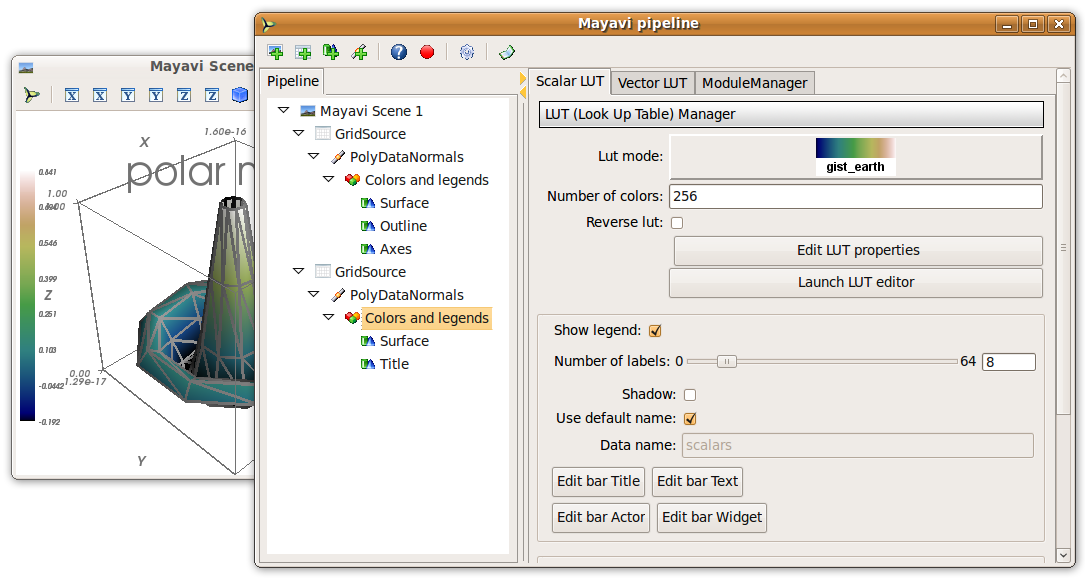 Mayavi pipeline
Mayavi Scene
X X Y Y Z Z
X
1.60e-16
polar
0.841
1.00
0.694
0.546
0.399
Z
0.251
0.103
0.00
1.29e-17
-0.0442
-0.192
Y
Pipeline
Mayavi Scene 1
GridSource
PolyDataNormals
Colors and legends
Surface
Outline
Axes
GridSource
PolyDataNormals
Colors and legends
Surface
Title
Scalar LUT Vector LUT ModuleManager
LUT (Look Up Table) Manager
Lut mode: gist_earth
Number of colors: 256
Reverse lut:
Edit LUT properties
Launch LUT editor
Show legend:
Number of labels: 0 64 8
Shadow:
Use default name:
Data name: scalars
Edit bar Title Edit bar Text
Edit bar Actor Edit bar Widget